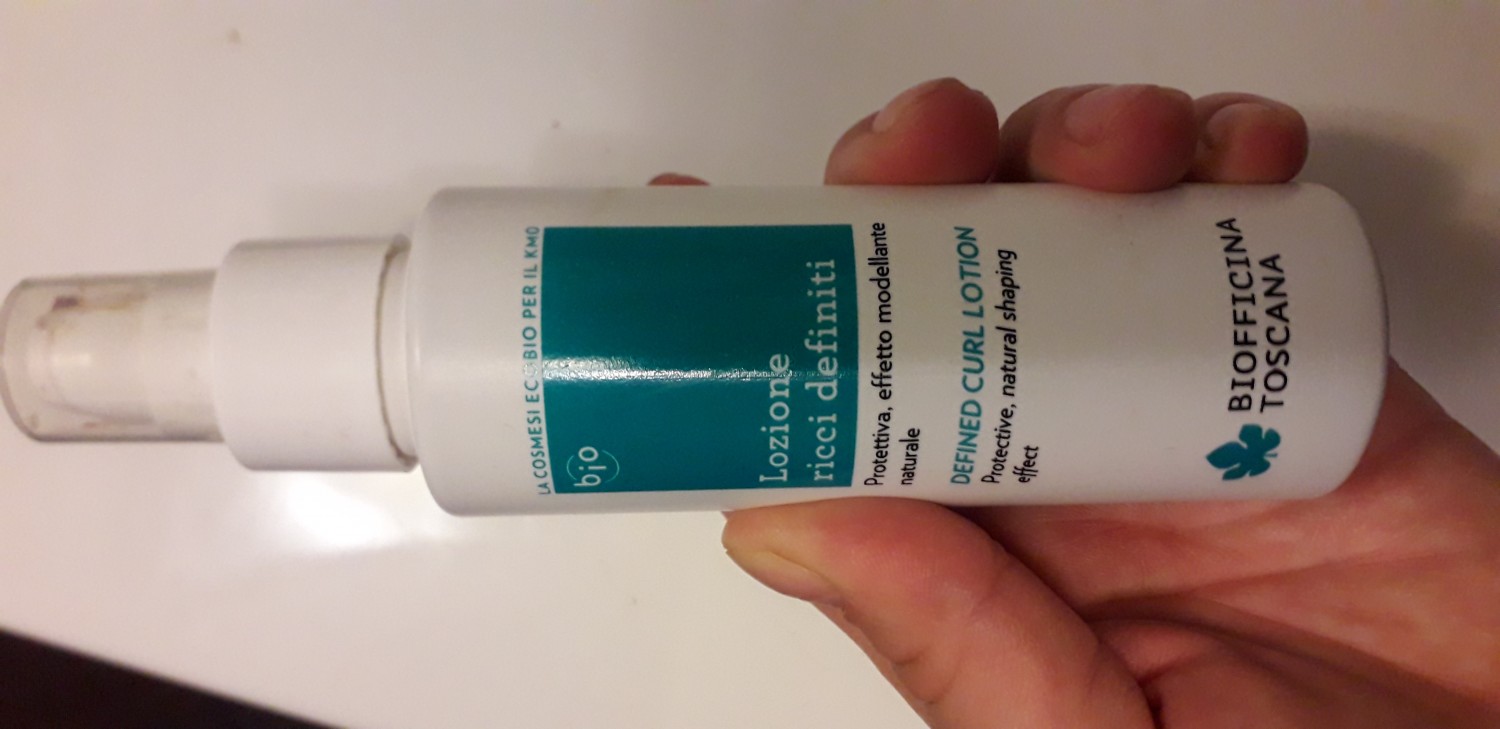 LA COSMESI ECOBIO PER IL KM0
bio
Lozione
ricci definiti
Protettiva, effetto modellante
naturale
DEFINED CURL LOTION
Protective, natural shaping
effect
BIOFFICINA
TOSCANA